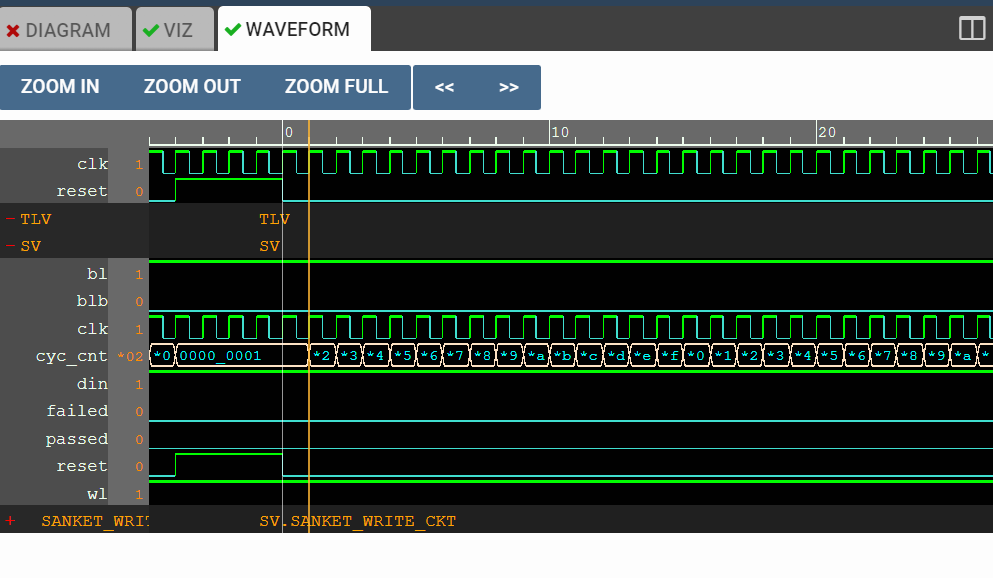 DIAGRAM VIZ WAVEFORM
ZOOM IN ZOOM OUT ZOOM FULL << >>
0 10 20
clk 1
reset 0
- TLV TLV
- SV SV
bl 1
blb 0
clk 1
cyc_cnt *02 *0 0000_0001 *2 *3 *4 *5 *6 *7 *8 *9 *a *b *c *d *e *f *0 *1 *2 *3 *4 *5 *6 *7 *8 *9 *a *
din 1
failed 0
passed 0
reset 0
wl 1
+ SANKET_WRIT SV.SANKET_WRITE_CKT